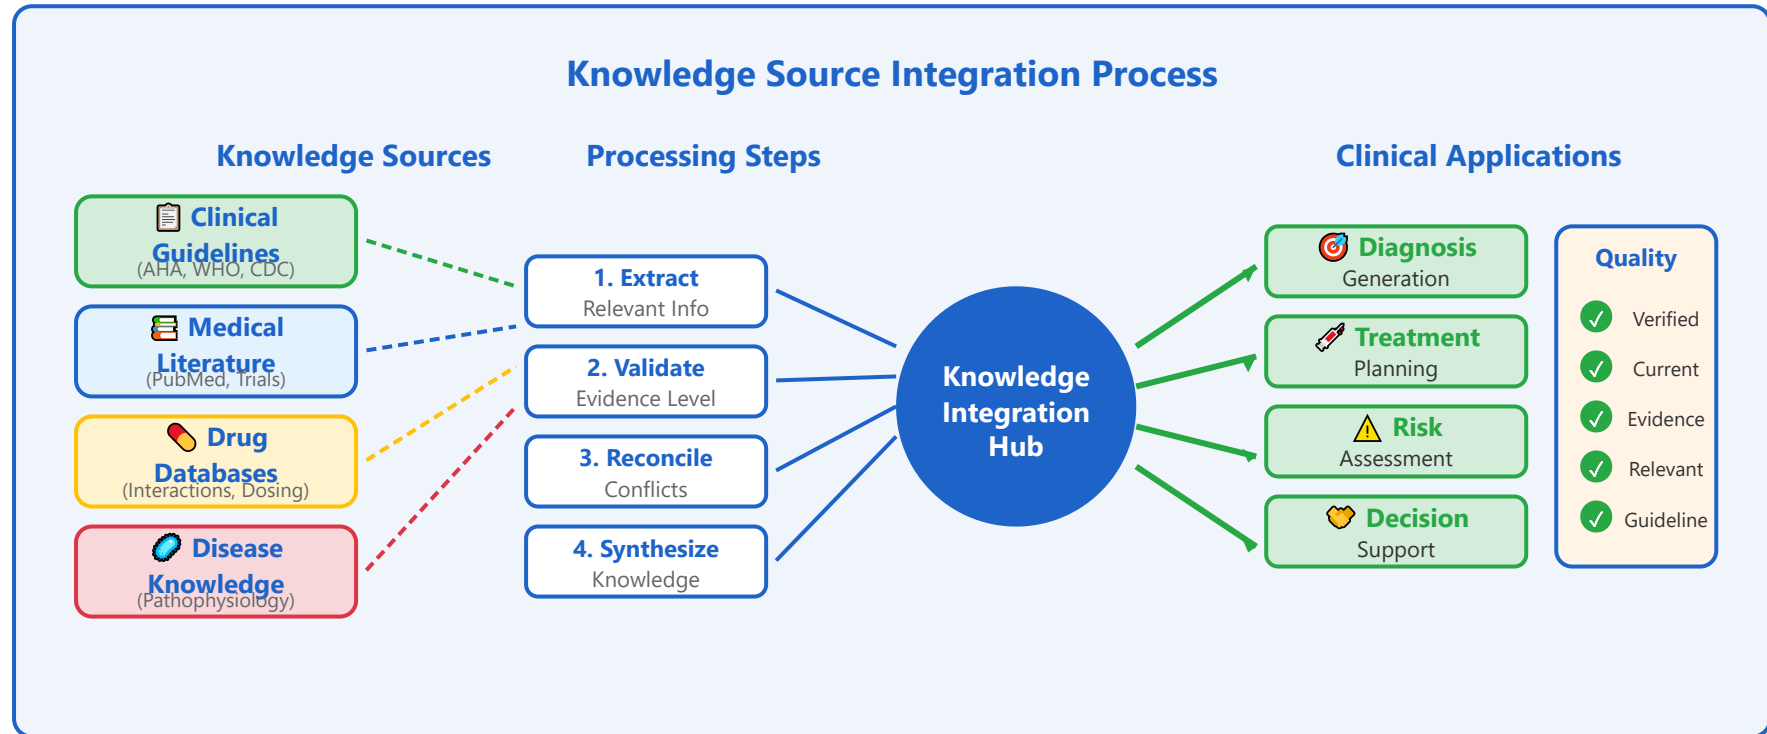 Knowledge Source Integration Process
Knowledge Sources
Processing Steps
Clinical Applications
Clinical
Guidelines
(AHA, WHO, CDC)
Medical
Literature
(PubMed, Trials)
Drug
Databases
(Interactions, Dosing)
Disease
Knowledge
(Pathophysiology)
1. Extract
Relevant Info
2. Validate
Evidence Level
3. Reconcile
Conflicts
4. Synthesize
Knowledge
Knowledge
Integration
Hub
Diagnosis
Generation
Treatment
Planning
Risk
Assessment
Decision
Support
Quality
Verified
Current
Evidence
Relevant
Guideline